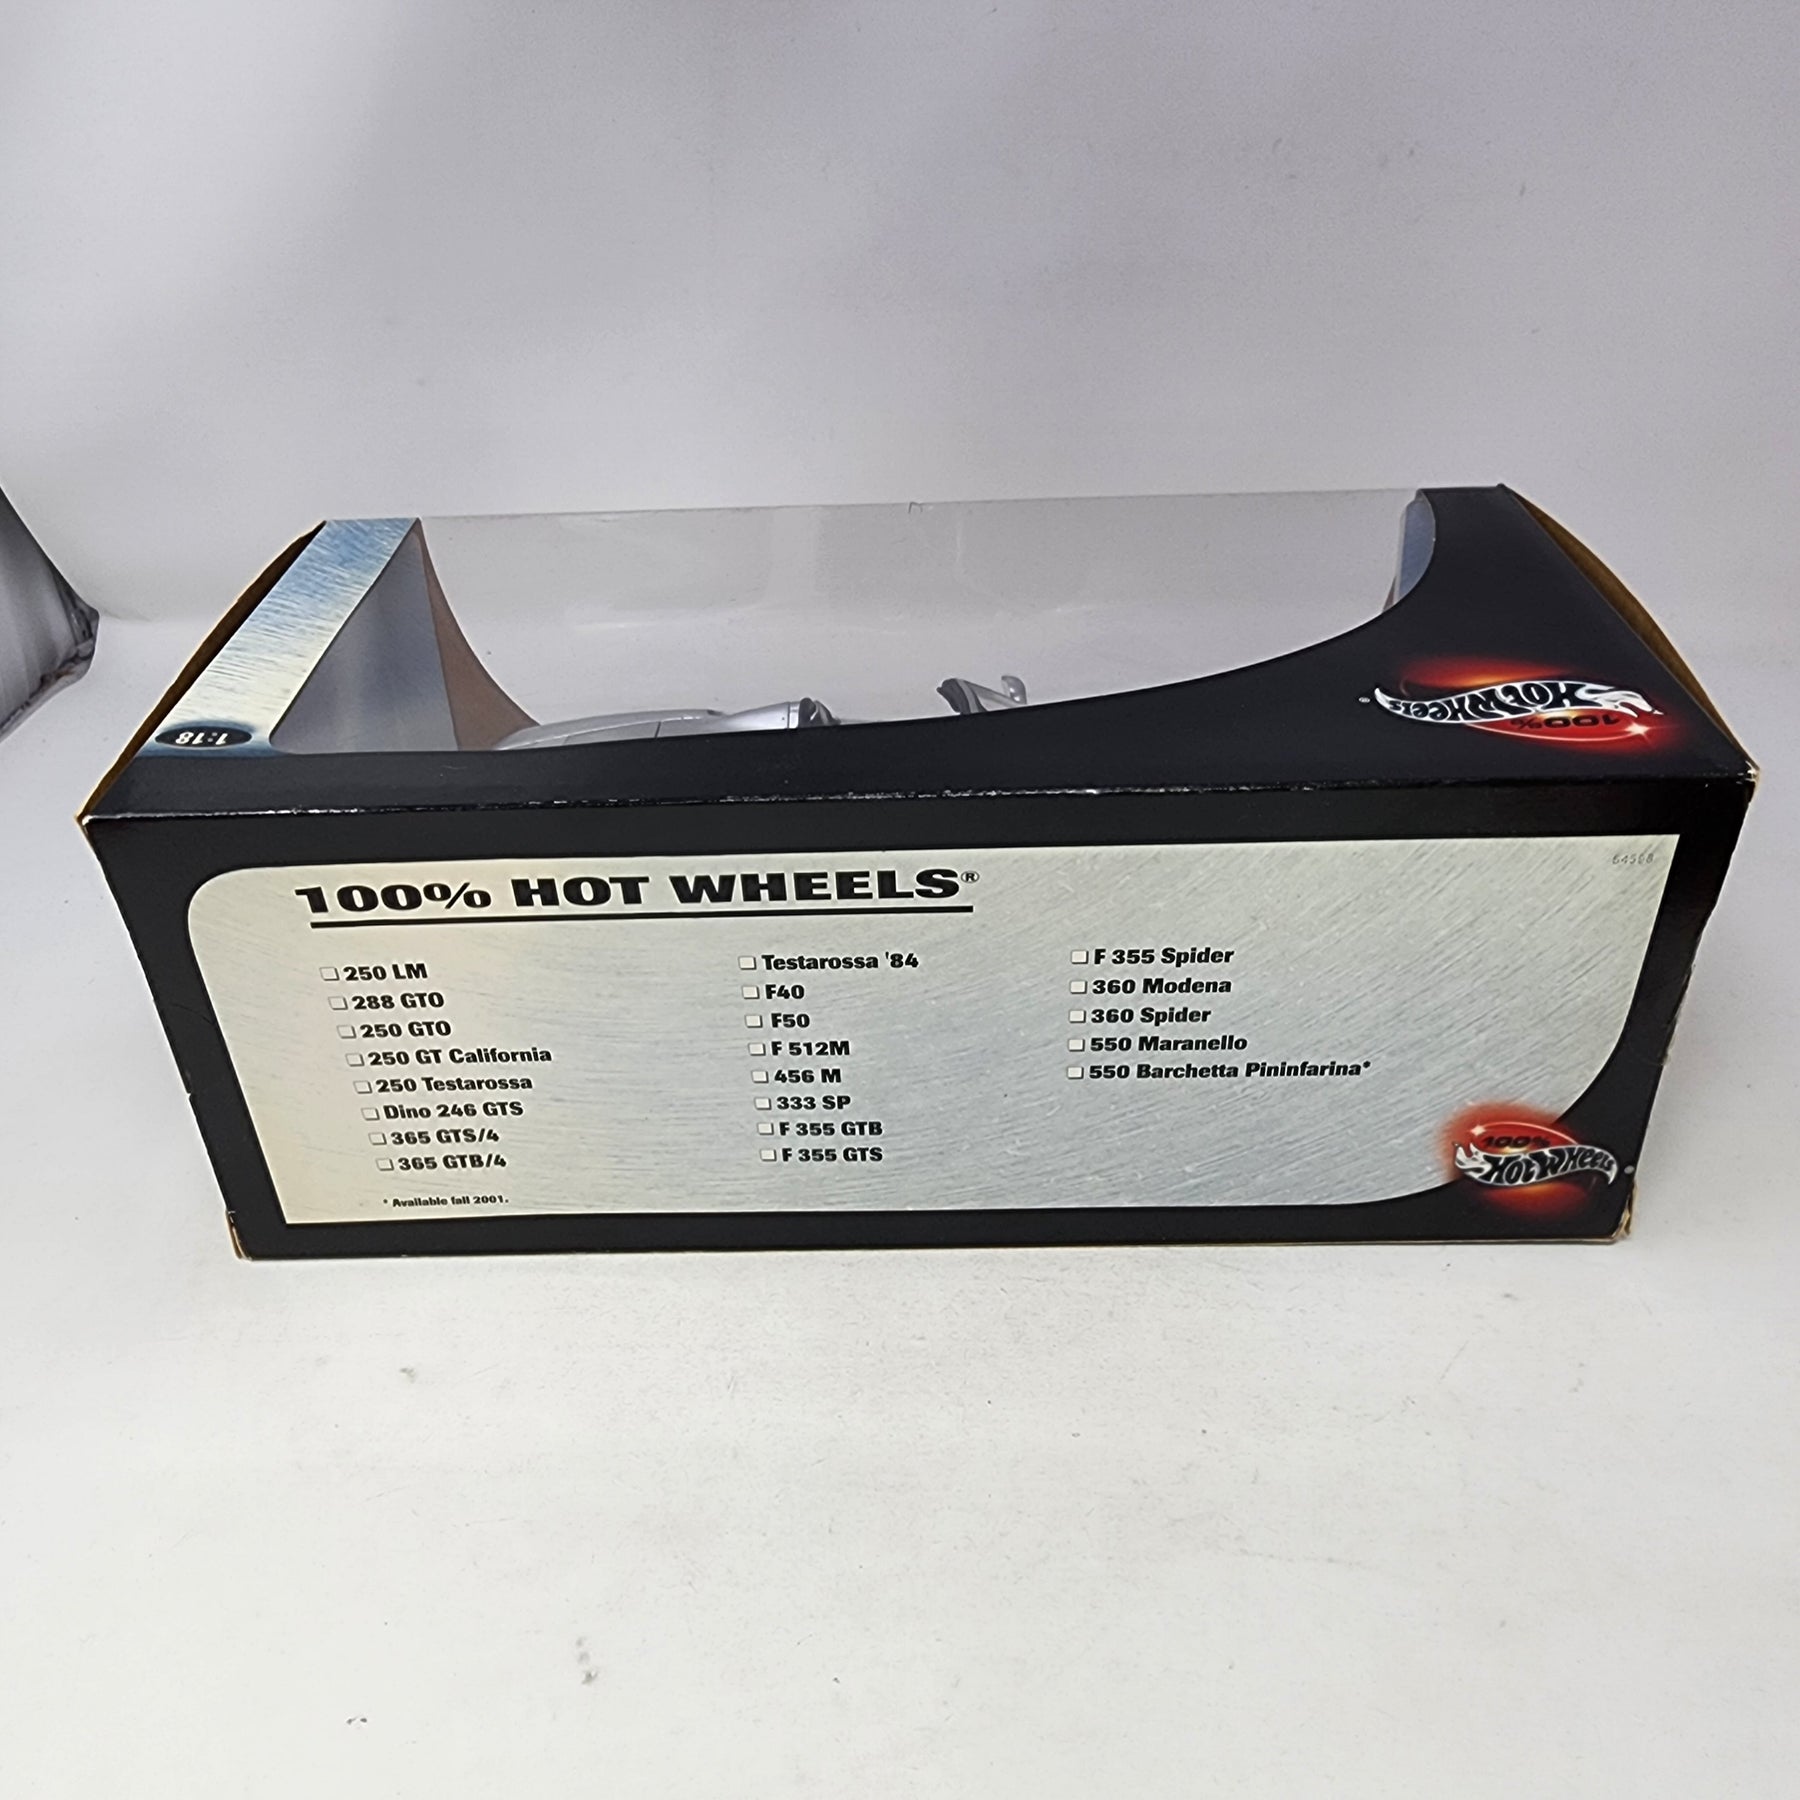 1:18
100% HOT WHEELS ®
100% HOT WHEELS®
250 LM
288 GTO
250 GTO
250 GT California
250 Testarossa
Dino 246 GTS
365 GTS/4
365 GTB/4
* Available fall 2001.
Testarossa '84
F40
F50
F 512M
456 M
333 SP
F 355 GTB
F 355 GTS
F 355 Spider
360 Modena
360 Spider
550 Maranello
550 Barchetta Pininfarina*
100%
HOT WHEELS